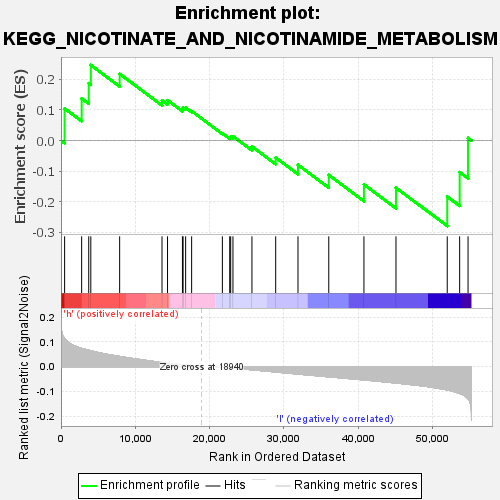 Enrichment plot:
KEGG_NICOTINATE_AND_NICOTINAMIDE_METABOLISM
Enrichment score (ES)
0.2
0.1
0.0
-0.1
-0.2
-0.3
'h' (positively correlated)
Ranked list metric (Signal2Noise)
0.2
0.1
0.0
-0.1
-0.2
Zero cross at 18940
'l' (negatively correlated)
0
10,000
20,000
30,000
40,000
50,000
Rank in Ordered Dataset
Enrichment profile
Hits
Ranking metric scores